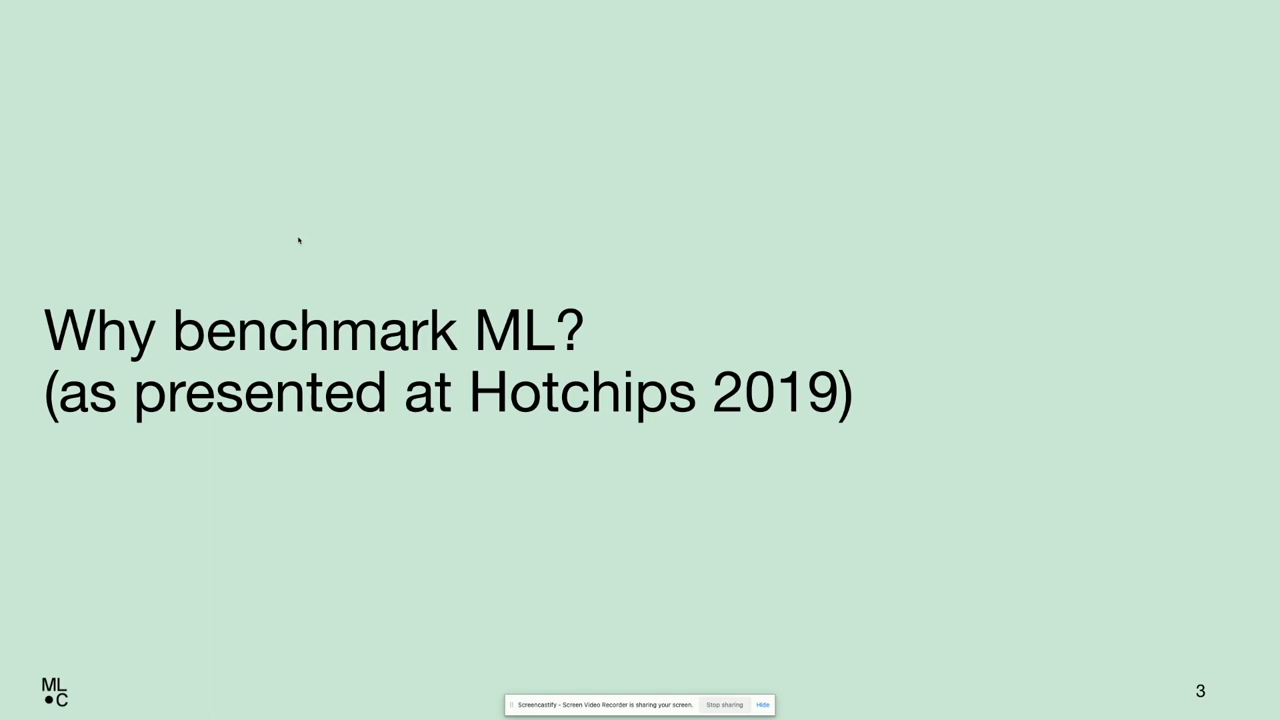 Why benchmark ML?
(as presented at Hotchips 2019)
ML
C
3
Screencastify - Screen Video Recorder is sharing your screen.
Stop sharing
Hide